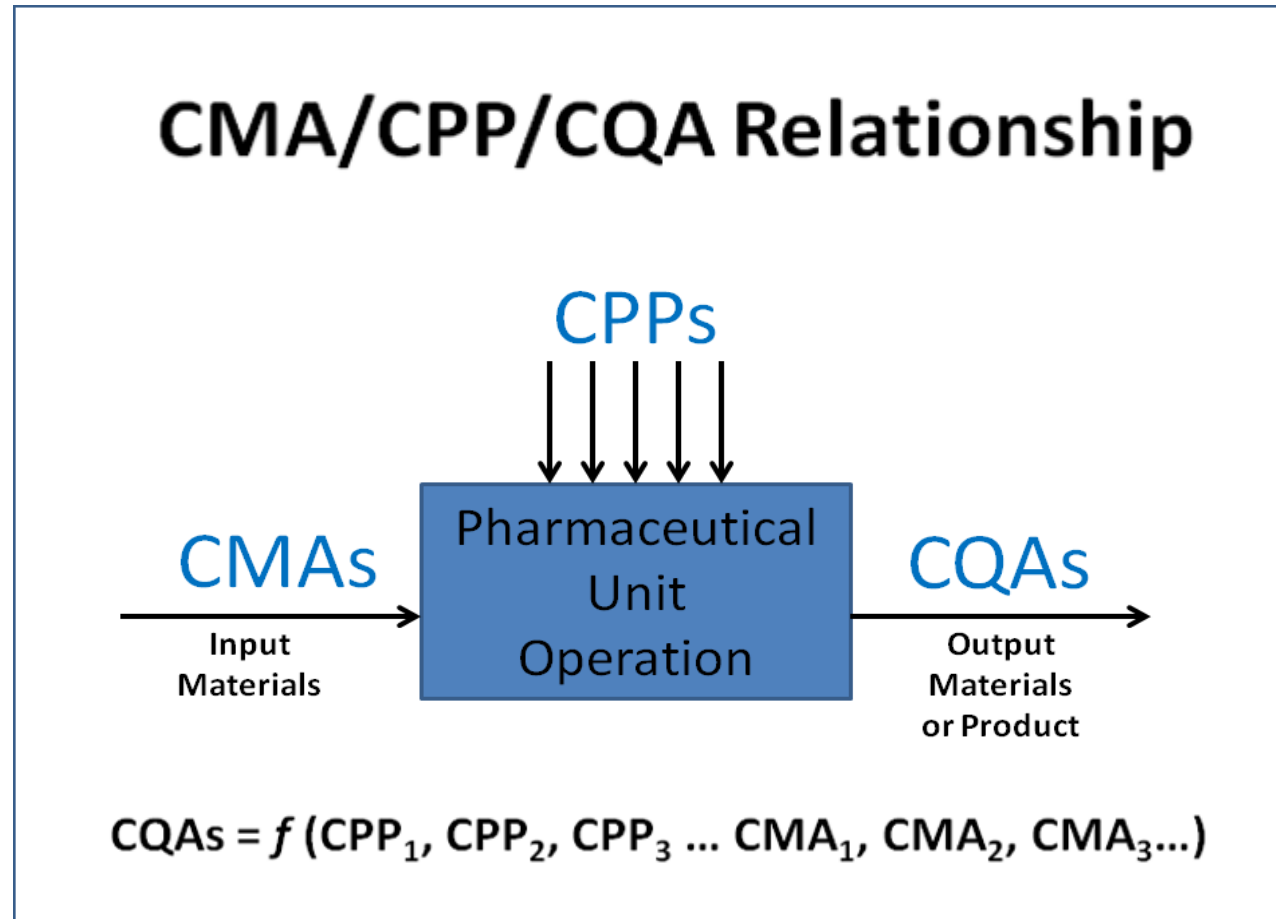 CMA/CPP/CQA Relationship
CPPs
CMAs
Input
Materials
Pharmaceutical
Unit
Operation
CQAs
Output
Materials
or Product
CQAs = f (CPP₁, CPP₂, CPP₃ ... CMA₁, CMA₂, CMA₃...)